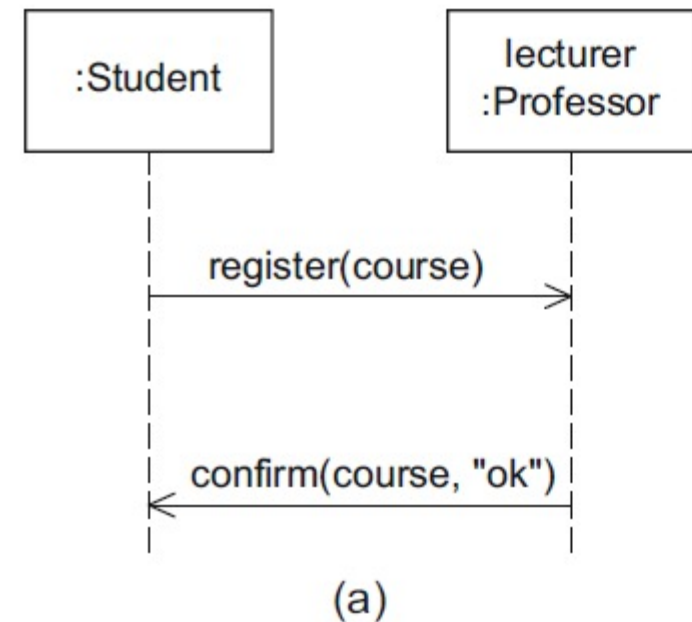 :Student
lecturer
:Professor
register(course)
confirm(course, "ok")
(a)